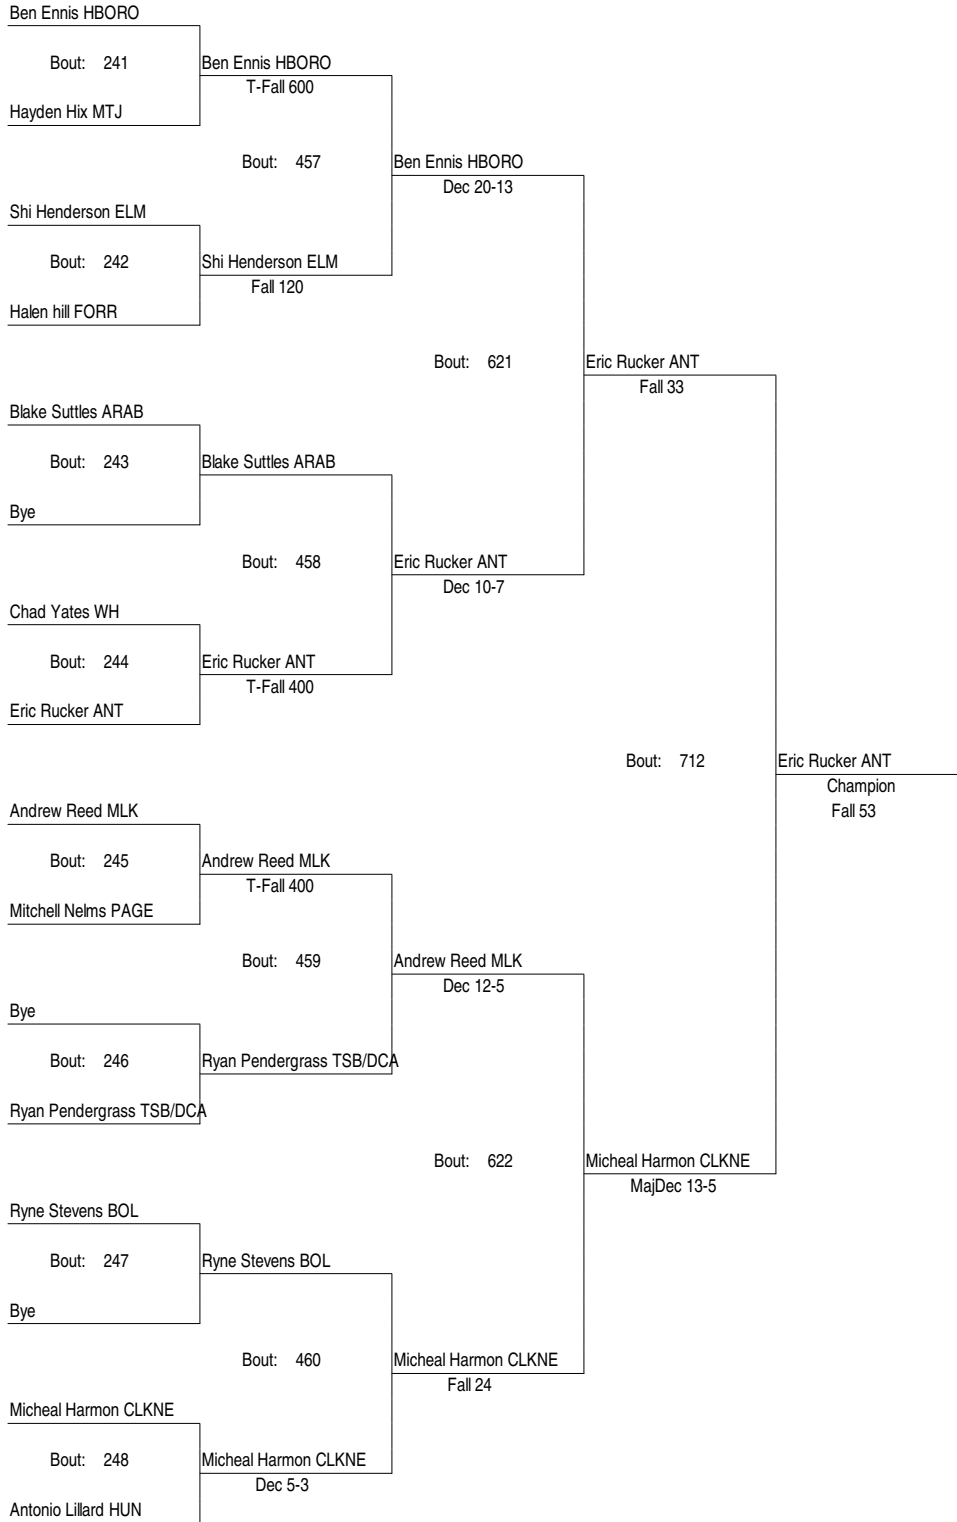 Ben Ennis HBORO
Bout: 241
Ben Ennis HBORO
T-Fall 600
Hayden Hix MTJ
Bout: 457
Ben Ennis HBORO
Dec 20-13
Shi Henderson ELM
Bout: 242
Shi Henderson ELM
Fall 120
Halen hill FORR
Bout: 621
Eric Rucker ANT
Fall 33
Blake Suttles ARAB
Bout: 243
Blake Suttles ARAB
Bye
Bout: 458
Eric Rucker ANT
Dec 10-7
Chad Yates WH
Bout: 244
Eric Rucker ANT
T-Fall 400
Eric Rucker ANT
Bout: 712
Eric Rucker ANT
Champion
Fall 53
Andrew Reed MLK
Bout: 245
Andrew Reed MLK
T-Fall 400
Mitchell Nelms PAGE
Bout: 459
Andrew Reed MLK
Dec 12-5
Bye
Bout: 246
Ryan Pendergrass TSB/DCA
Ryan Pendergrass TSB/DCA
Bout: 622
Micheal Harmon CLKNE
MajDec 13-5
Ryne Stevens BOL
Bout: 247
Ryne Stevens BOL
Bye
Bout: 460
Micheal Harmon CLKNE
Fall 24
Micheal Harmon CLKNE
Bout: 248
Micheal Harmon CLKNE
Dec 5-3
Antonio Lillard HUN